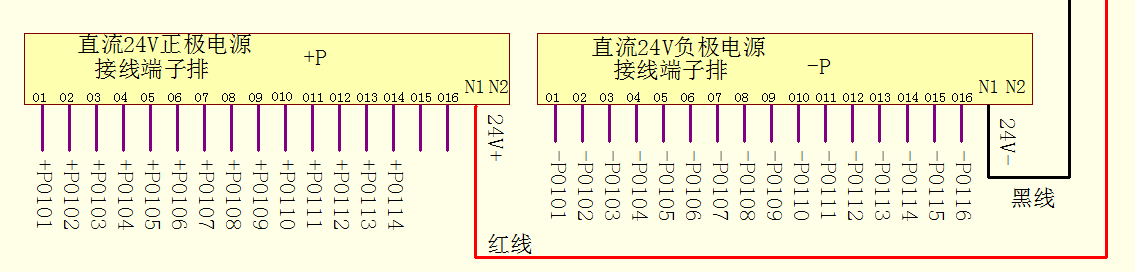 直流24V正极电源
接线端子排
+P
N1 N2
01 02 03 04 05 06 07 08 09 010 011 012 013 014 015 016
24V+
+P0101
+P0102
+P0103
+P0104
+P0105
+P0106
+P0107
+P0108
+P0109
+P0110
+P0111
+P0112
+P0113
+P0114
红线
直流24V负极电源
接线端子排
-P
N1 N2
01 02 03 04 05 06 07 08 09 010 011 012 013 014 015 016
24V-
-P0101
-P0102
-P0103
-P0104
-P0105
-P0106
-P0107
-P0108
-P0109
-P0110
-P0111
-P0112
-P0113
-P0114
-P0115
-P0116
黑线